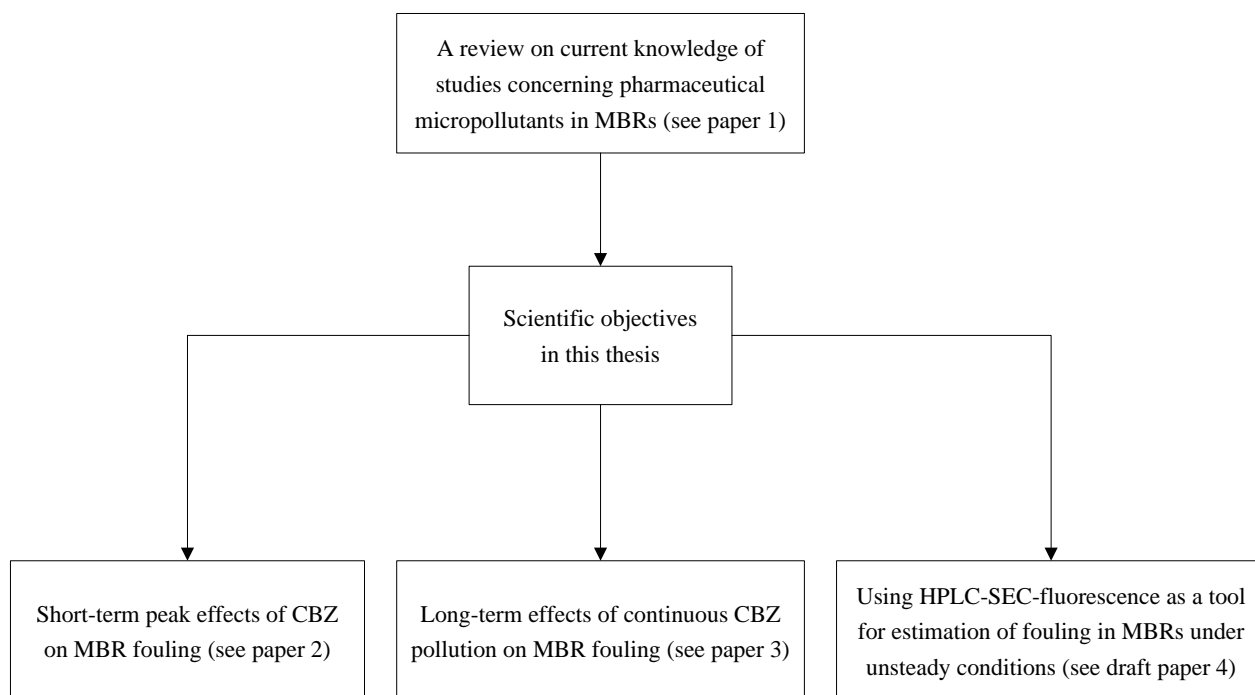 A review on current knowledge of
studies concerning pharmaceutical
micropollutants in MBRs (see paper 1)
Scientific objectives
in this thesis
Short-term peak effects of CBZ
on MBR fouling (see paper 2)
Long-term effects of continuous CBZ
pollution on MBR fouling (see paper 3)
Using HPLC-SEC-fluorescence as a tool
for estimation of fouling in MBRs under
unsteady conditions (see draft paper 4)